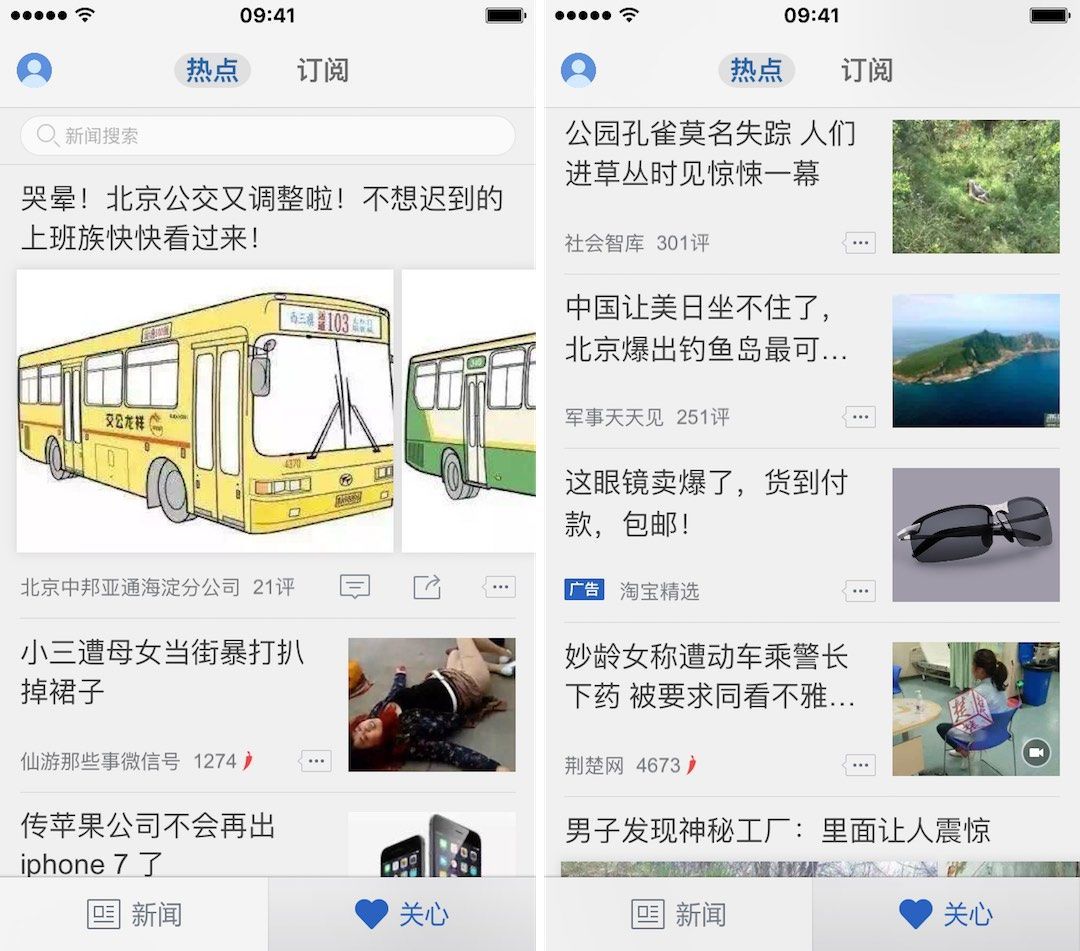 09:41
热点 订阅
新闻搜索
哭晕！北京公交又调整啦！不想迟到的
上班族快快看过来！
103
交公龙祥
4370
北京中邦亚通海淀分公司 21评
小三遭母女当街暴打扒
掉裙子
仙游那些事微信号 1274
传苹果公司不会再出
iphone 7 了
新闻 关心
09:41
热点 订阅
公园孔雀莫名失踪 人们
进草丛时见惊悚一幕
社会智库 301评
中国让美日坐不住了，
北京爆出钓鱼岛最可…
军事天天见 251评
这眼镜卖爆了，货到付
款，包邮！
广告 淘宝精选
妙龄女称遭动车乘警长
下药 被要求同看不雅…
荆楚网 4673
男子发现神秘工厂：里面让人震惊
新闻 关心